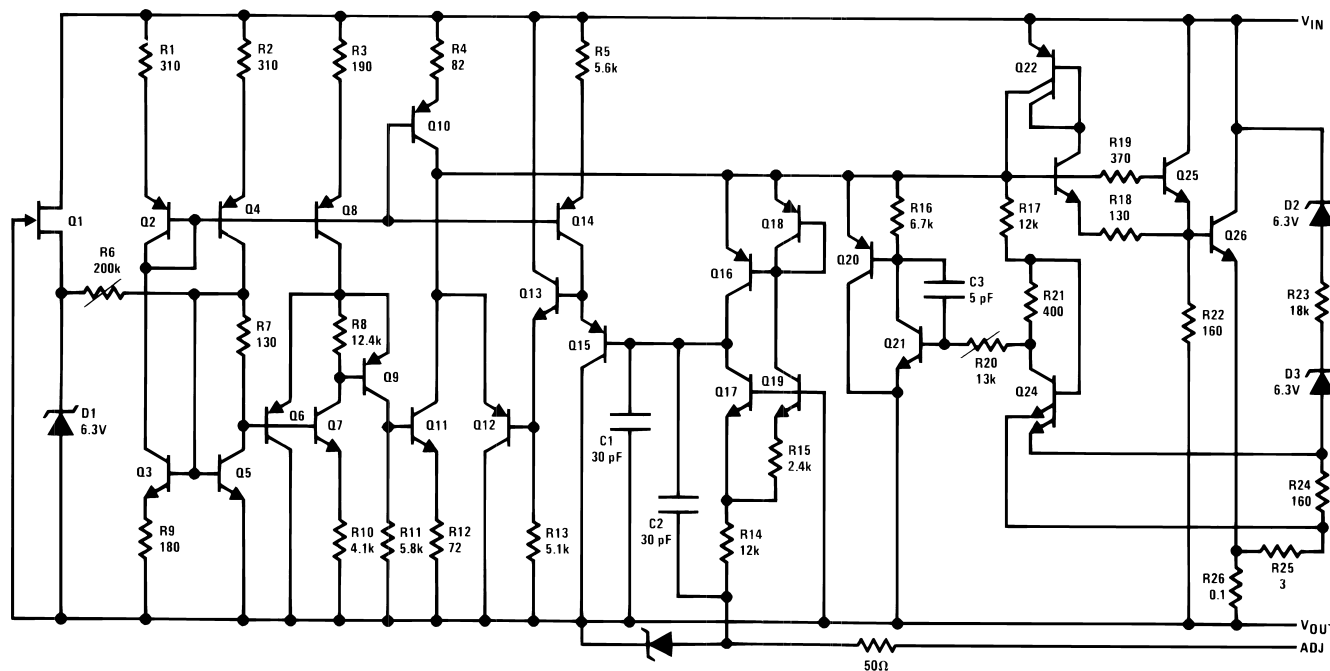 V_IN
R1
310
R2
310
R3
190
R4
82
R5
5.6k
Q22
Q10
R19
370
Q25
Q1
Q2
Q4
Q8
Q14
Q18
R16
6.7k
R17
12k
R18
130
Q26
D2
6.3V
R6
200k
Q16
Q20
Q13
C3
5 pF
R21
400
R23
18k
R7
130
R8
12.4k
Q15
Q21
R20
13k
R22
160
Q9
Q17
Q19
Q24
D3
6.3V
D1
6.3V
Q6
Q7
Q11
Q12
C1
30 pF
R15
2.4k
Q3
Q5
R24
160
C2
30 pF
R9
180
R10
4.1k
R11
5.8k
R12
72
R13
5.1k
R14
12k
R25
3
R26
0.1
V_OUT
ADJ
50Ω